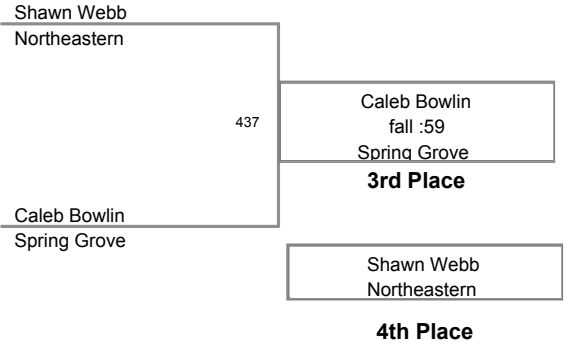 Shawn Webb
Northeastern
437
Caleb Bowlin
fall :59
Spring Grove
3rd Place
Caleb Bowlin
Spring Grove
Shawn Webb
Northeastern
4th Place